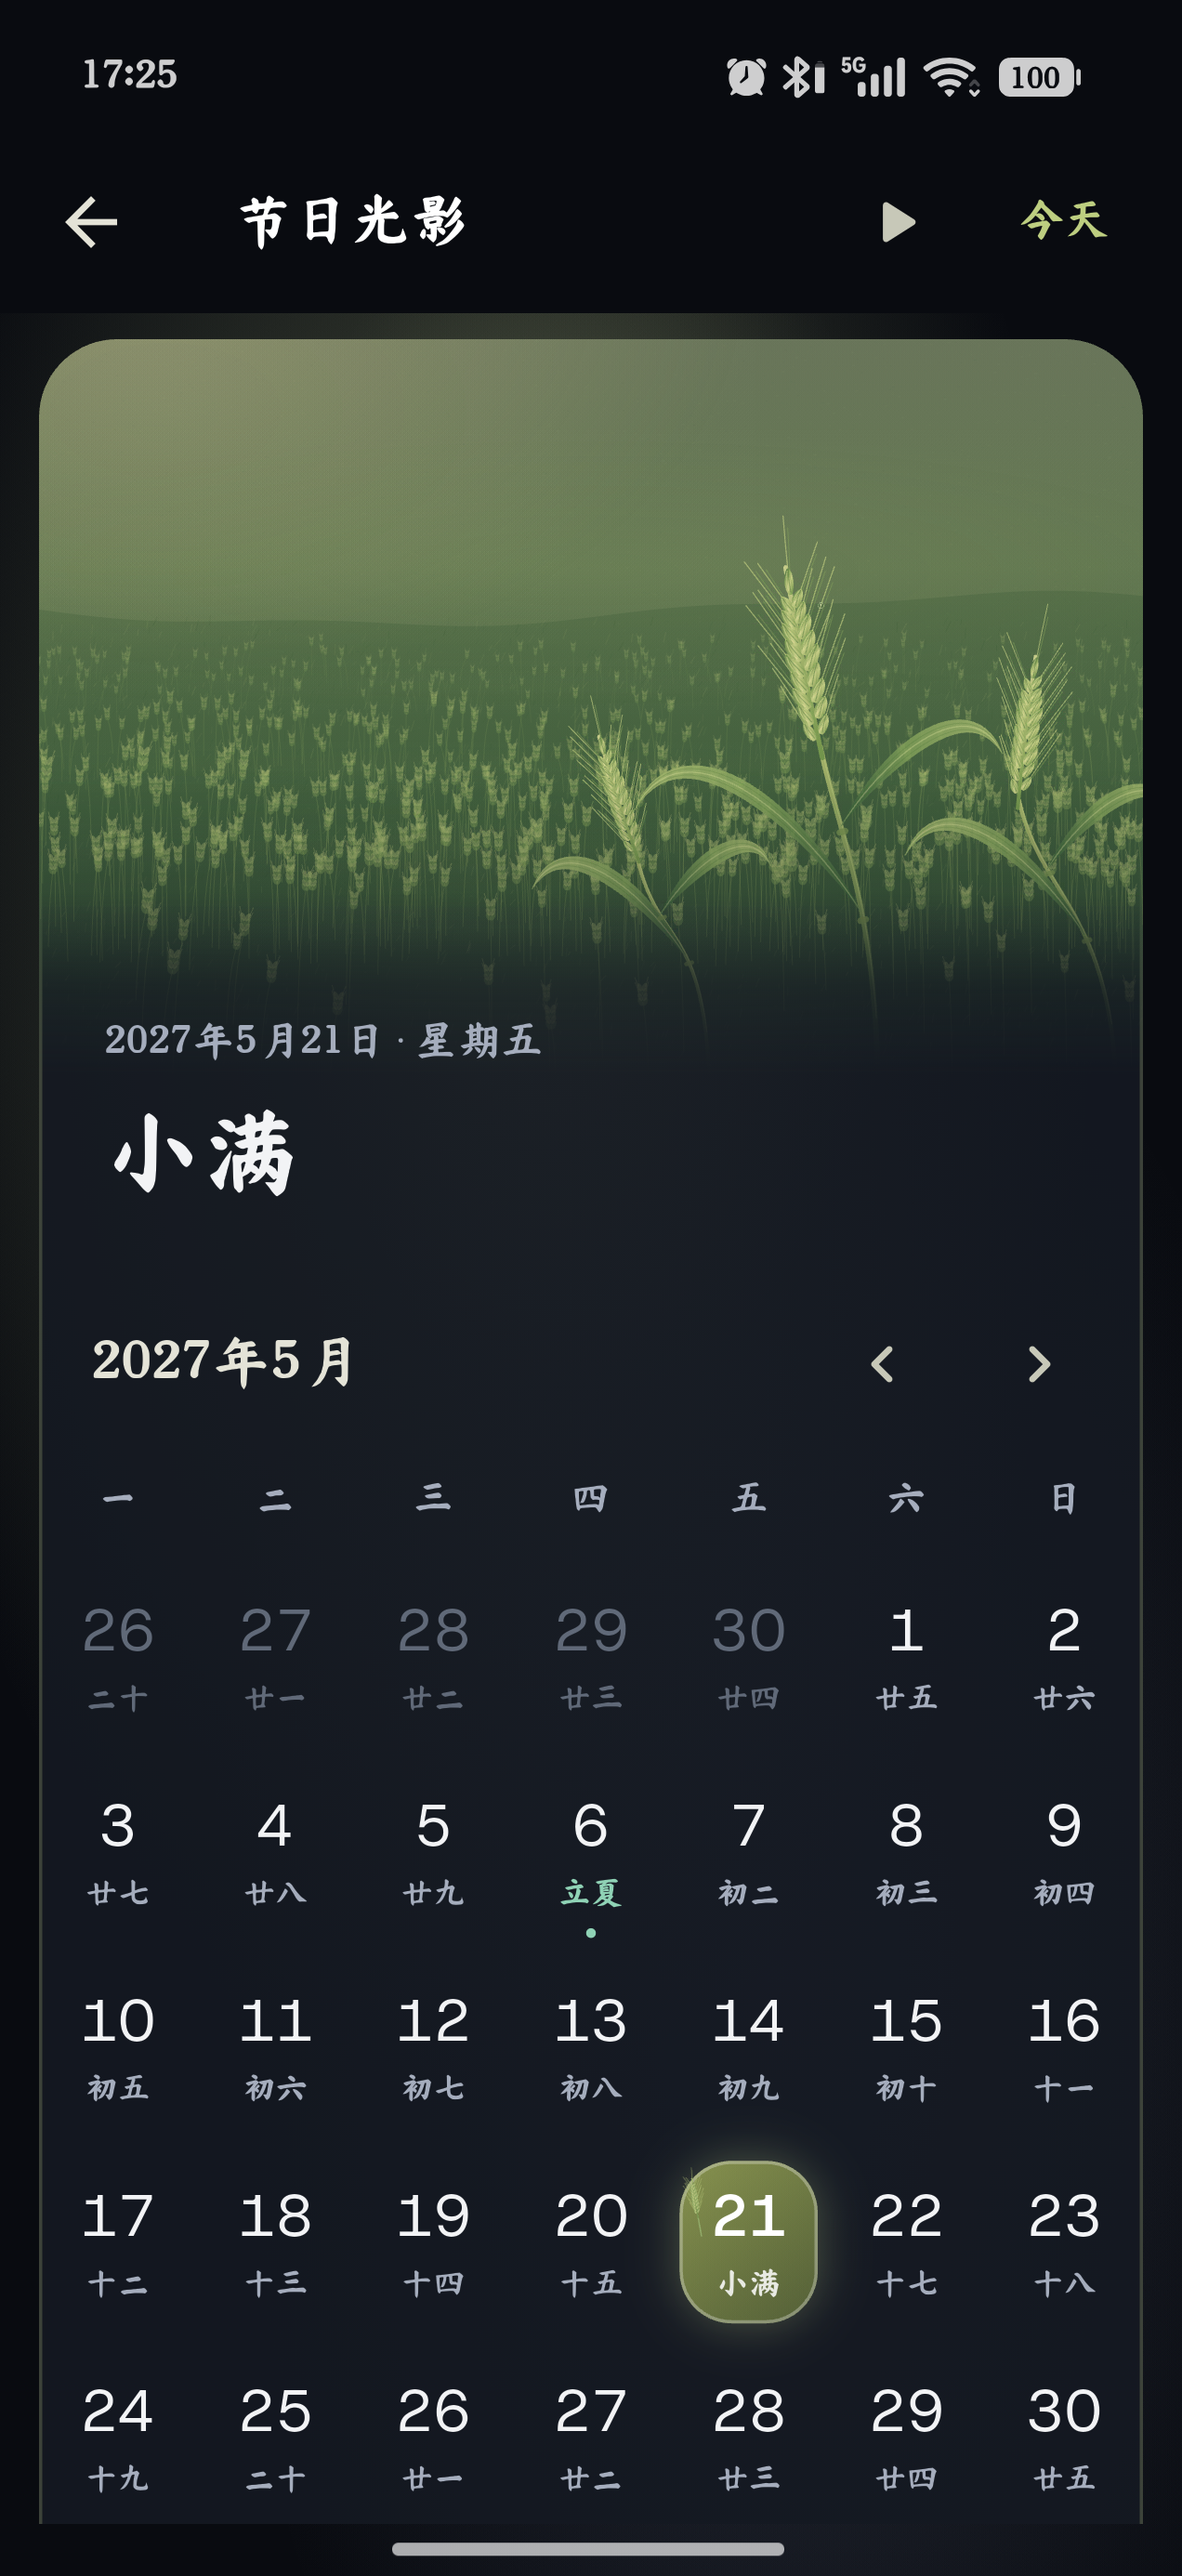 17:25 5G 100
节日光影 今天
2027年5月21日 · 星期五
小满
2027年5月
一 二 三 四 五 六 日
26 27 28 29 30 1 2
二十 廿一 廿二 廿三 廿四 廿五 廿六
3 4 5 6 7 8 9
廿七 廿八 廿九 立夏 初二 初三 初四
10 11 12 13 14 15 16
初五 初六 初七 初八 初九 初十 十一
17 18 19 20 21 22 23
十二 十三 十四 十五 小满 十七 十八
24 25 26 27 28 29 30
十九 二十 廿一 廿二 廿三 廿四 廿五